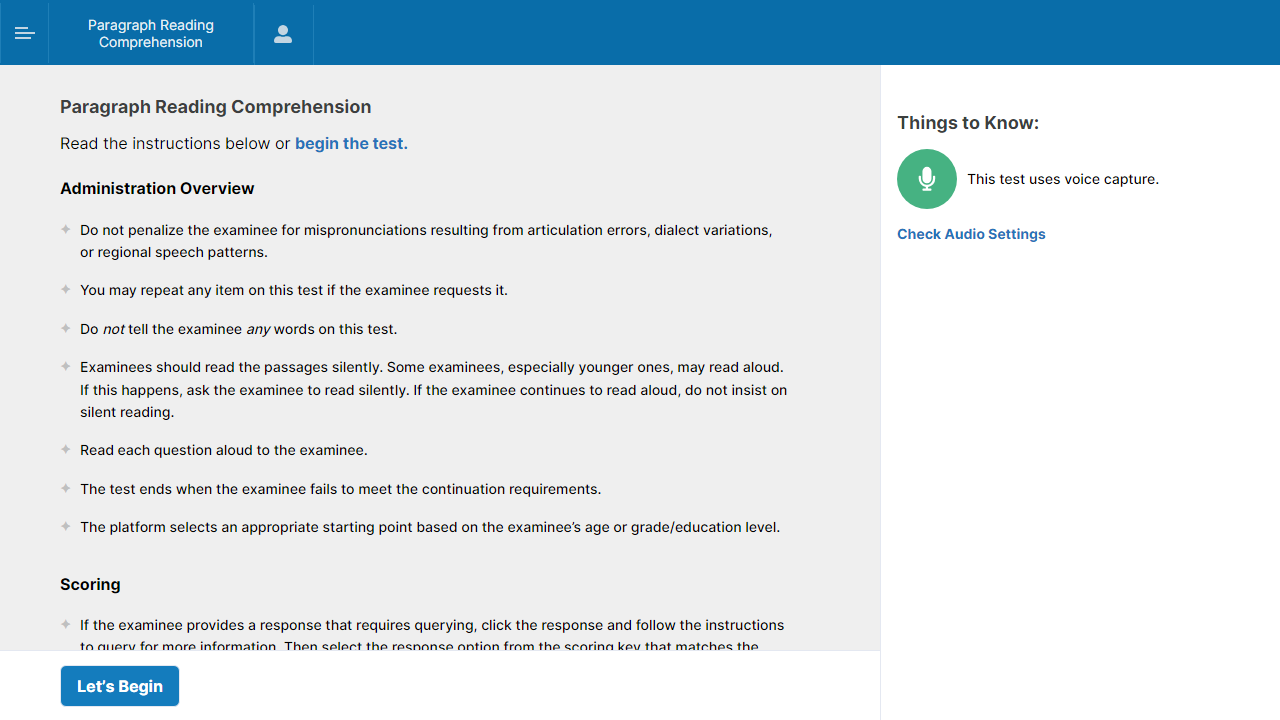 Paragraph Reading
Comprehension
Paragraph Reading Comprehension
Read the instructions below or begin the test.
Administration Overview
Do not penalize the examinee for mispronunciations resulting from articulation errors, dialect variations,
or regional speech patterns.
You may repeat any item on this test if the examinee requests it.
Do not tell the examinee any words on this test.
Examinees should read the passages silently. Some examinees, especially younger ones, may read aloud.
If this happens, ask the examinee to read silently. If the examinee continues to read aloud, do not insist on
silent reading.
Read each question aloud to the examinee.
The test ends when the examinee fails to meet the continuation requirements.
The platform selects an appropriate starting point based on the examinee’s age or grade/education level.
Scoring
If the examinee provides a response that requires querying, click the response and follow the instructions
to query for more information. Then select the response option from the scoring key that matches the
Let’s Begin
Things to Know:
This test uses voice capture.
Check Audio Settings